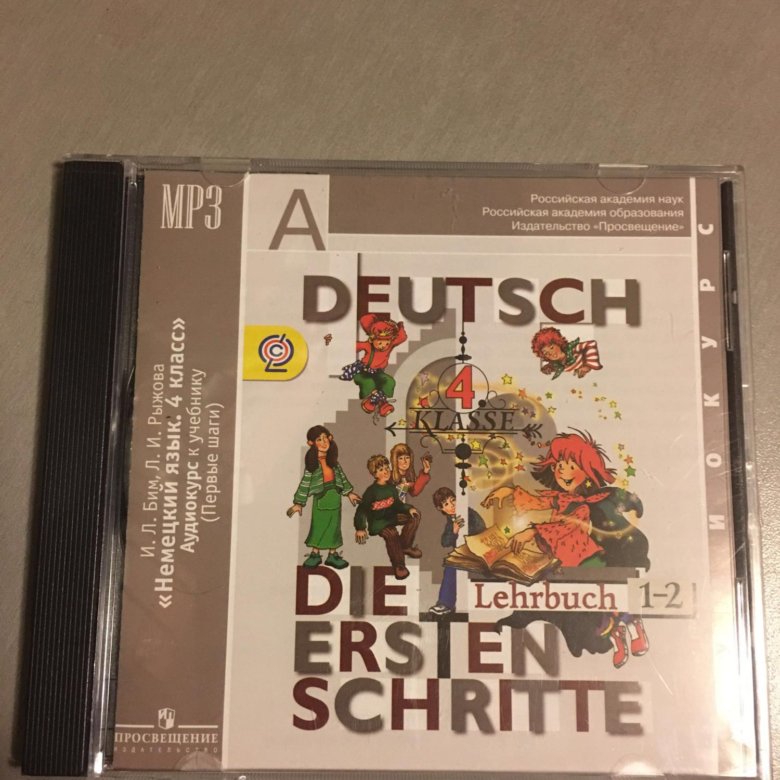 MP3
А
Российская академия наук
Российская академия образования
Издательство «Просвещение»
И. Л. Бим, Л. И. Рыжова
«Немецкий язык. 4 класс»
Аудиокурс к учебнику
(Первые шаги)
DEUTSCH
4
KLASSE
DIE
ERSTEN
SCHRITTE
Lehrbuch 1-2
ПРОСВЕЩЕНИЕ
ИЗДАТЕЛЬСТВО